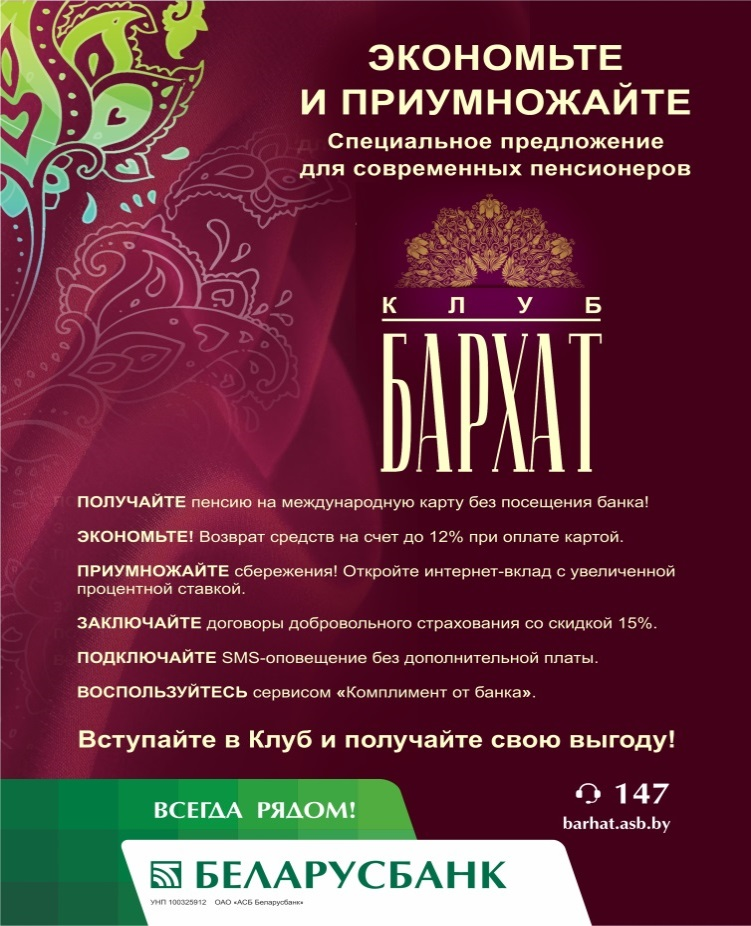 ЭКОНОМЬТЕ
И ПРИУМНОЖАЙТЕ
Специальное предложение
для современных пенсионеров
КЛУБ
БАРХАТ
ПОЛУЧАЙТЕ пенсию на международную карту без посещения банка!
ЭКОНОМЬТЕ! Возврат средств на счет до 12% при оплате картой.
ПРИУМНОЖАЙТЕ сбережения! Откройте интернет-вклад с увеличенной
процентной ставкой.
ЗАКЛЮЧАЙТЕ договоры добровольного страхования со скидкой 15%.
ПОДКЛЮЧАЙТЕ SMS-оповещение без дополнительной платы.
ВОСПОЛЬЗУЙТЕСЬ сервисом «Комплимент от банка».
Вступайте в Клуб и получайте свою выгоду!
ВСЕГДА РЯДОМ!
147
barhat.asb.by
БЕЛАРУСБАНК
УНП 100325912 ОАО «АСБ Беларусбанк»